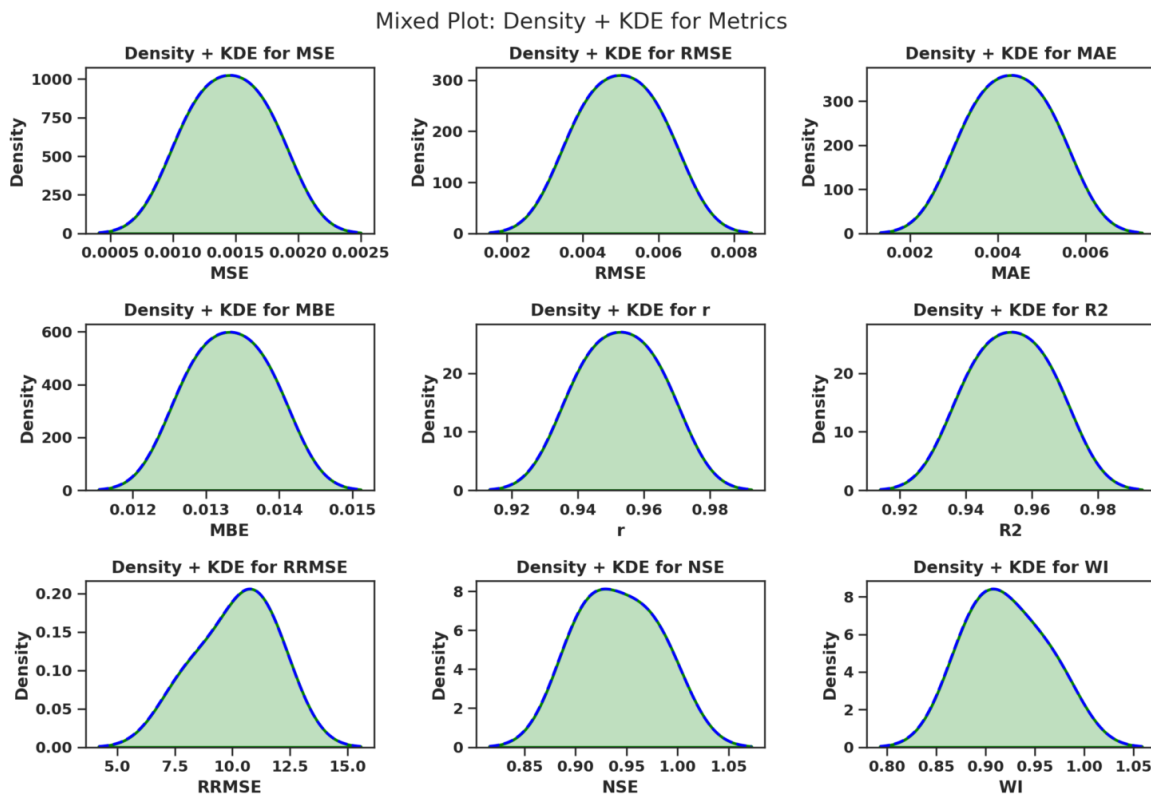 Mixed Plot: Density + KDE for Metrics
Density + KDE for MSE
1000
750
500
250
0
Density
0.0005 0.0010 0.0015 0.0020 0.0025
MSE
Density + KDE for RMSE
300
200
100
0
Density
0.002 0.004 0.006 0.008
RMSE
Density + KDE for MAE
300
200
100
0
Density
0.002 0.004 0.006
MAE
Density + KDE for MBE
600
400
200
0
Density
0.012 0.013 0.014 0.015
MBE
Density + KDE for r
20
10
0
Density
0.92 0.94 0.96 0.98
r
Density + KDE for R2
20
10
0
Density
0.92 0.94 0.96 0.98
R2
Density + KDE for RRMSE
0.20
0.15
0.10
0.05
0.00
Density
5.0 7.5 10.0 12.5 15.0
RRMSE
Density + KDE for NSE
8
6
4
2
0
Density
0.85 0.90 0.95 1.00 1.05
NSE
Density + KDE for WI
8
6
4
2
0
Density
0.80 0.85 0.90 0.95 1.00 1.05
WI